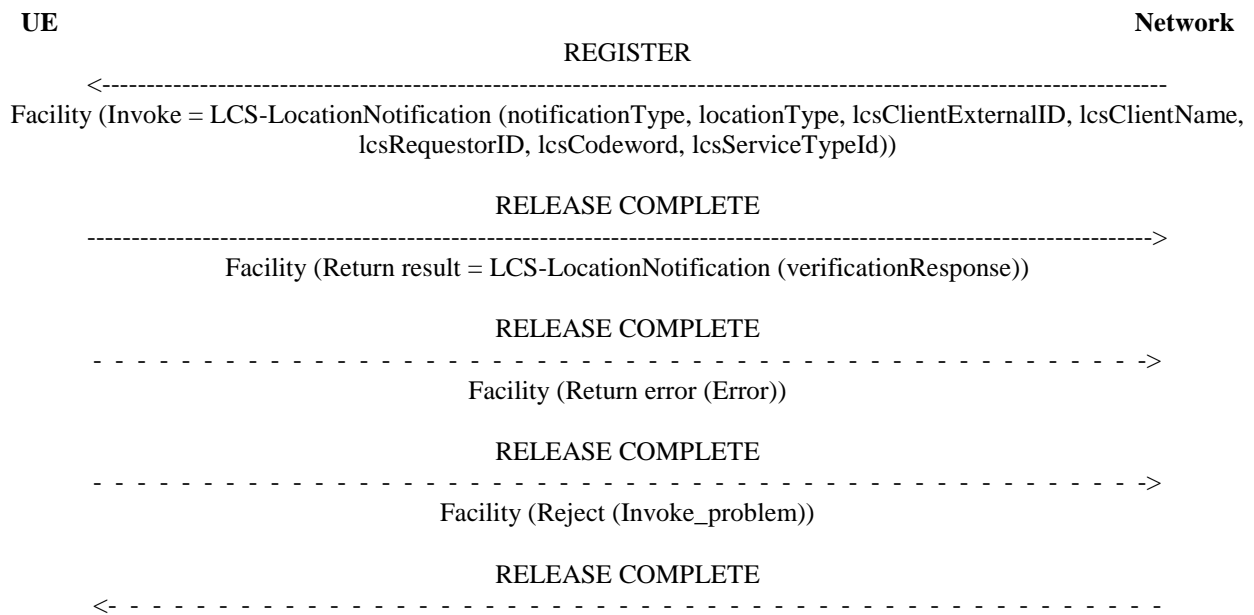 UE Network
REGISTER
<------------------------------------------------------------------------------------------------------------------------
Facility (Invoke = LCS-LocationNotification (notificationType, locationType, lcsClientExternalID, lcsClientName,
lcsRequestorID, lcsCodeword, lcsServiceTypeId))
RELEASE COMPLETE
------------------------------------------------------------------------------------------------------------------------>
Facility (Return result = LCS-LocationNotification (verificationResponse))
RELEASE COMPLETE
- - - - - - - - - - - - - - - - - - - - - - - - - - - - - - - - - - - - - - - - - - - - - - - ->
Facility (Return error (Error))
RELEASE COMPLETE
- - - - - - - - - - - - - - - - - - - - - - - - - - - - - - - - - - - - - - - - - - - - - - - ->
Facility (Reject (Invoke_problem))
RELEASE COMPLETE
<- - - - - - - - - - - - - - - - - - - - - - - - - - - - - - - - - - - - - - - - - - - - - - - -